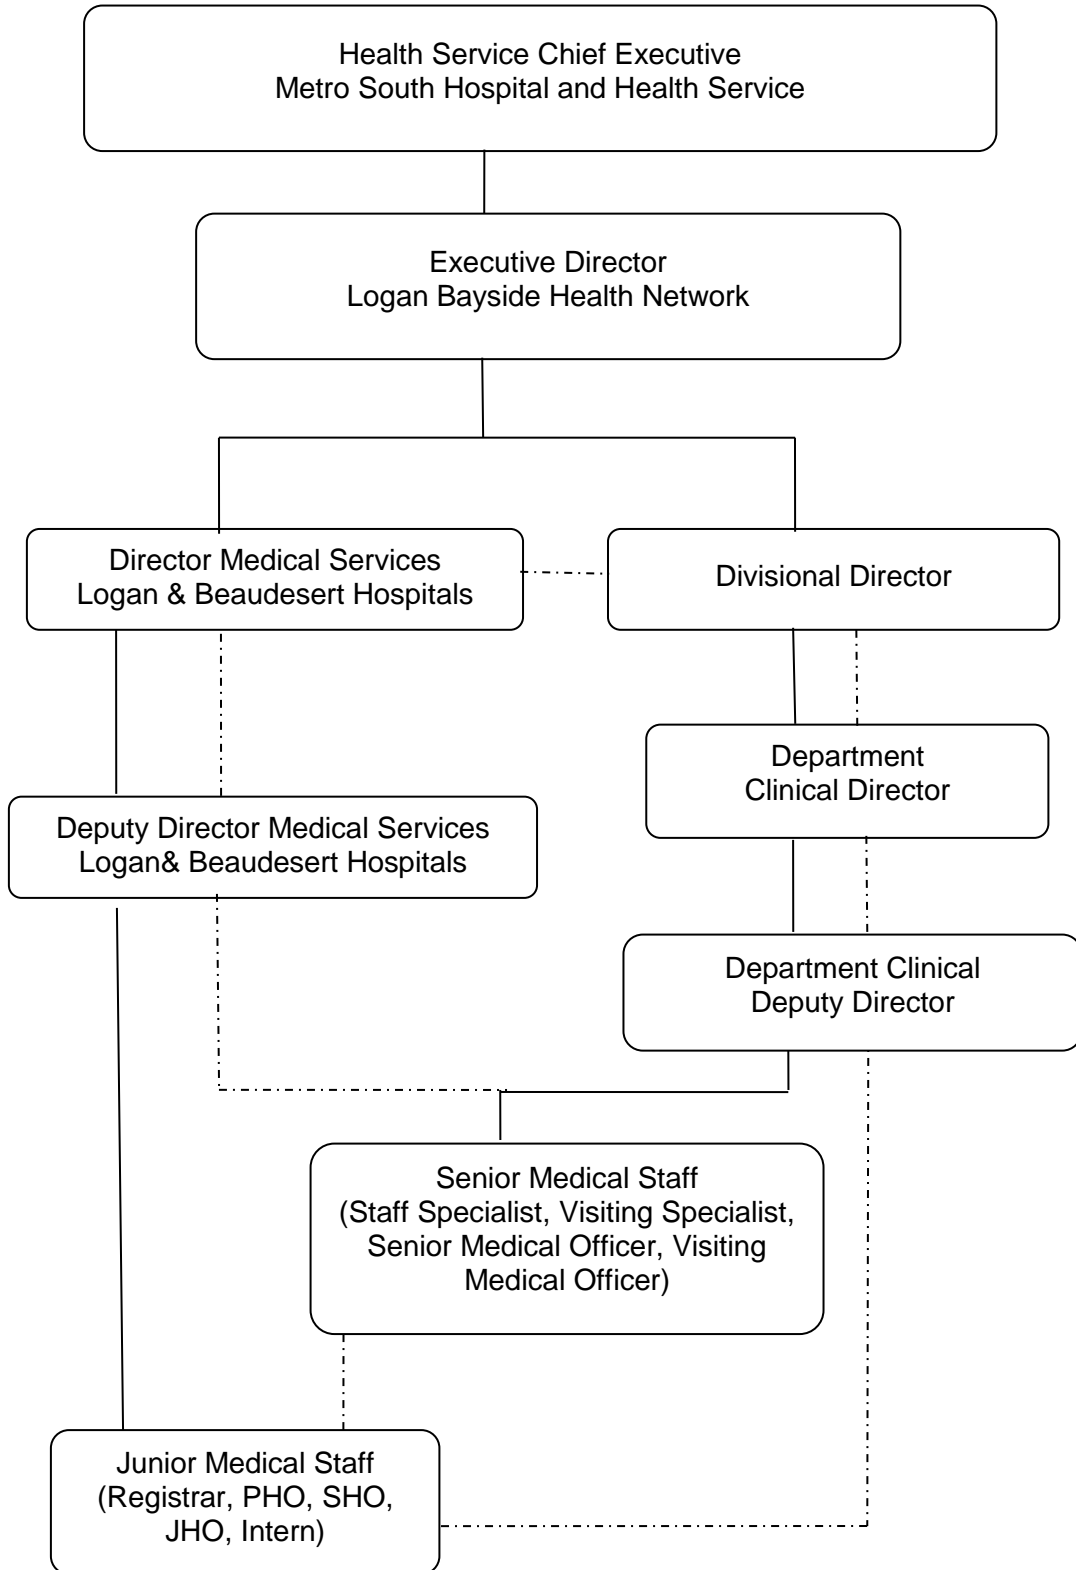 Health Service Chief Executive
Metro South Hospital and Health Service
Executive Director
Logan Bayside Health Network
Director Medical Services
Logan & Beaudesert Hospitals
Divisional Director
Department
Clinical Director
Deputy Director Medical Services
Logan& Beaudesert Hospitals
Department Clinical
Deputy Director
Senior Medical Staff
(Staff Specialist, Visiting Specialist,
Senior Medical Officer, Visiting
Medical Officer)
Junior Medical Staff
(Registrar, PHO, SHO,
JHO, Intern)